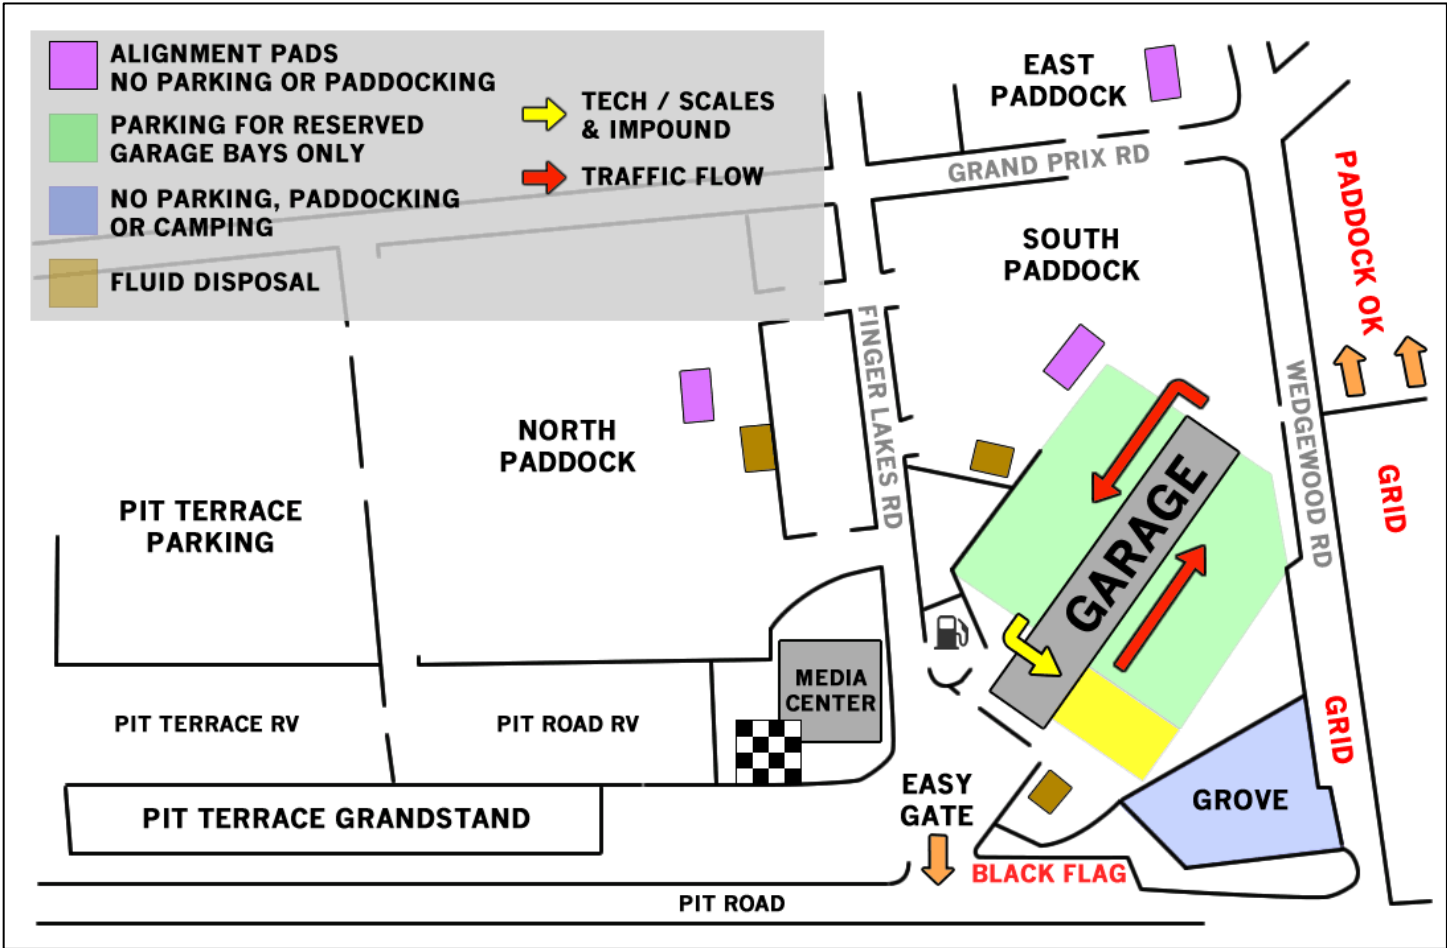 ALIGNMENT PADS
NO PARKING OR PADDOCKING
PARKING FOR RESERVED
GARAGE BAYS ONLY
NO PARKING, PADDOCKING
OR CAMPING
FLUID DISPOSAL
TECH / SCALES
& IMPOUND
TRAFFIC FLOW
EAST
PADDOCK
GRAND PRIX RD
SOUTH
PADDOCK
PADDOCK OK
FINGER LAKES RD
WEDGEWOOD RD
NORTH
PADDOCK
GRID
PIT TERRACE
PARKING
GARAGE
MEDIA
CENTER
PIT TERRACE RV
PIT ROAD RV
GRID
EASY
GATE
GROVE
PIT TERRACE GRANDSTAND
BLACK FLAG
PIT ROAD